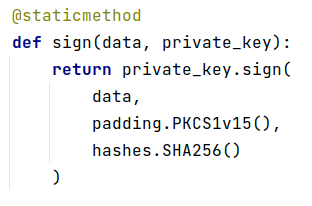 @staticmethod
def sign(data, private_key):
    return private_key.sign(
        data,
        padding.PKCS1v15(),
        hashes.SHA256()
    )